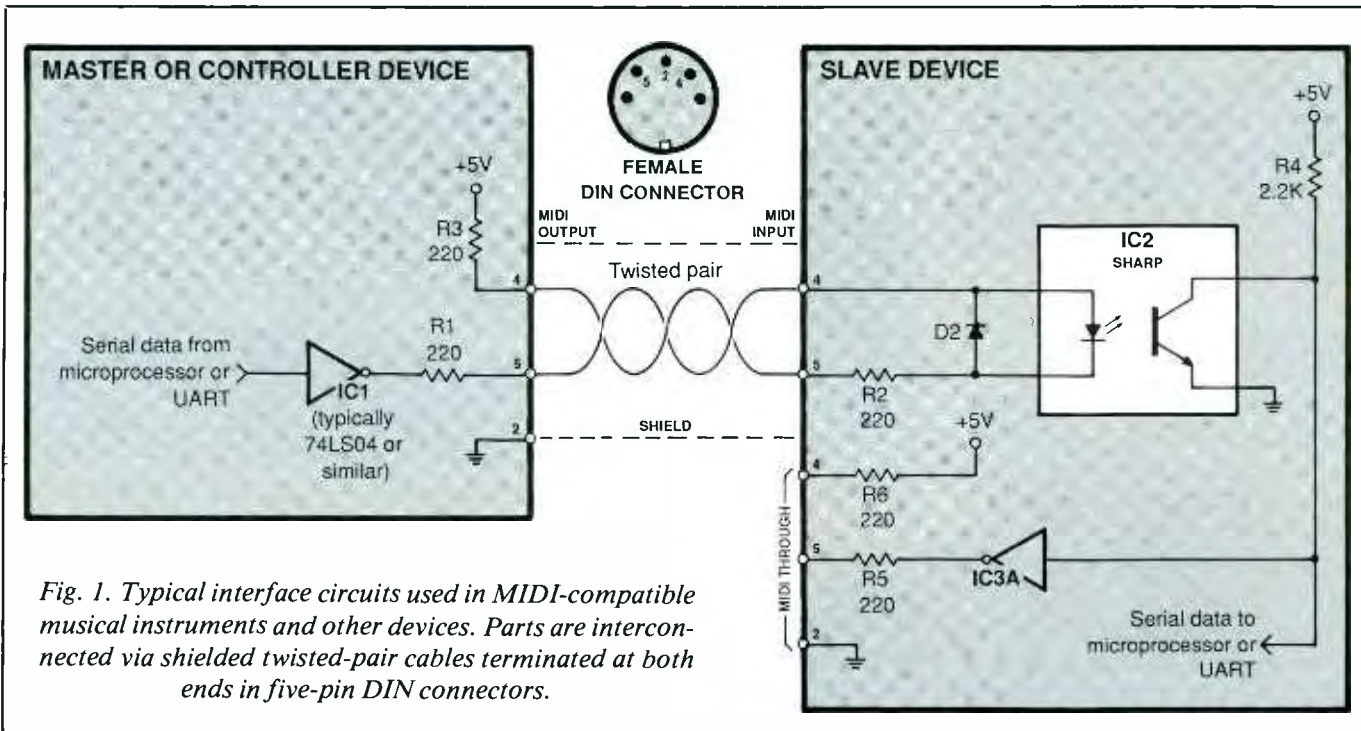 MASTER OR CONTROLLER DEVICE
+5V
R3
220
4
Serial data from
microprocessor or
UART
IC1
(typically
74LS04 or
similar)
R1
220
5
2
5 2 4
FEMALE
DIN CONNECTOR
MIDI
OUTPUT
MIDI
INPUT
Twisted pair
SHIELD
SLAVE DEVICE
+5V
R4
2.2K
IC2
SHARP
4
D2
5
R2
220
+5V
4
R6
220
MIDI THROUGH
5
R5
220
IC3A
2
Serial data to
microprocessor or
UART
Fig. 1. Typical interface circuits used in MIDI-compatible
musical instruments and other devices. Parts are intercon-
nected via shielded twisted-pair cables terminated at both
ends in five-pin DIN connectors.